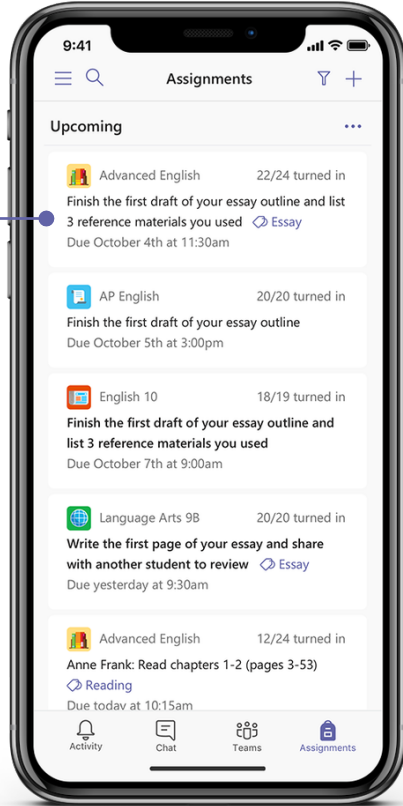 9:41
Assignments
Upcoming
Advanced English 22/24 turned in
Finish the first draft of your essay outline and list
3 reference materials you used Essay
Due October 4th at 11:30am
AP English 20/20 turned in
Finish the first draft of your essay outline
Due October 5th at 3:00pm
English 10 18/19 turned in
Finish the first draft of your essay outline and
list 3 reference materials you used
Due October 7th at 9:00am
Language Arts 9B 20/20 turned in
Write the first page of your essay and share
with another student to review Essay
Due yesterday at 9:30am
Advanced English 12/24 turned in
Anne Frank: Read chapters 1-2 (pages 3-53)
Reading
Due today at 10:15am
Activity Chat Teams Assignments